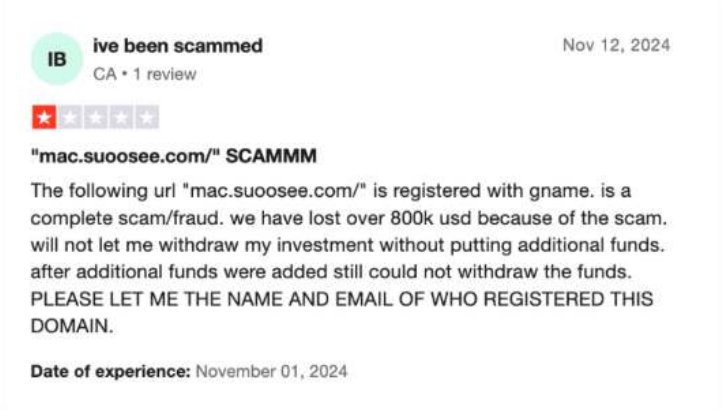 IB
ive been scammed
Nov 12, 2024
CA • 1 review
"mac.suoosee.com/" SCAMMM
The following url "mac.suoosee.com/" is registered with gname. is a
complete scam/fraud. we have lost over 800k usd because of the scam.
will not let me withdraw my investment without putting additional funds.
after additional funds were added still could not withdraw the funds.
PLEASE LET ME THE NAME AND EMAIL OF WHO REGISTERED THIS
DOMAIN.
Date of experience: November 01, 2024